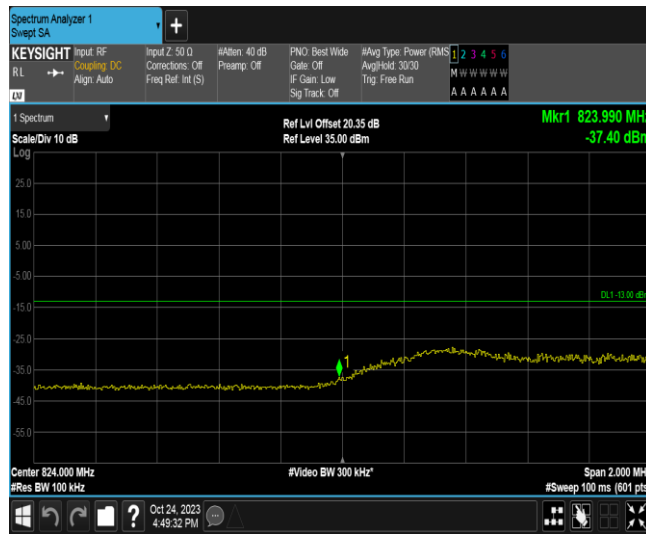 Spectrum Analyzer 1
Swept SA
+
KEYSIGHT
RL
LXI
Input: RF
Coupling: DC
Align: Auto
Input Z: 50 Ω
Corrections: Off
Freq Ref: Int (S)
#Atten: 40 dB
Preamp: Off
PNO: Best Wide
Gate: Off
IF Gain: Low
Sig Track: Off
#Avg Type: Power (RMS
Avg|Hold: 30/30
Trig: Free Run
1 2 3 4 5 6
M W W W W W
A A A A A A
1 Spectrum
Scale/Div 10 dB
Ref Lvl Offset 20.35 dB
Ref Level 35.00 dBm
Mkr1 823.990 MHz
-37.40 dBm
Log
25.0
15.0
5.00
-5.00
DL1 -13.00 dBm
-15.0
-25.0
1
-35.0
-45.0
-55.0
Center 824.000 MHz
#Video BW 300 kHz*
Span 2.000 MHz
#Res BW 100 kHz
#Sweep 100 ms (601 pts
?
Oct 24, 2023
4:49:32 PM